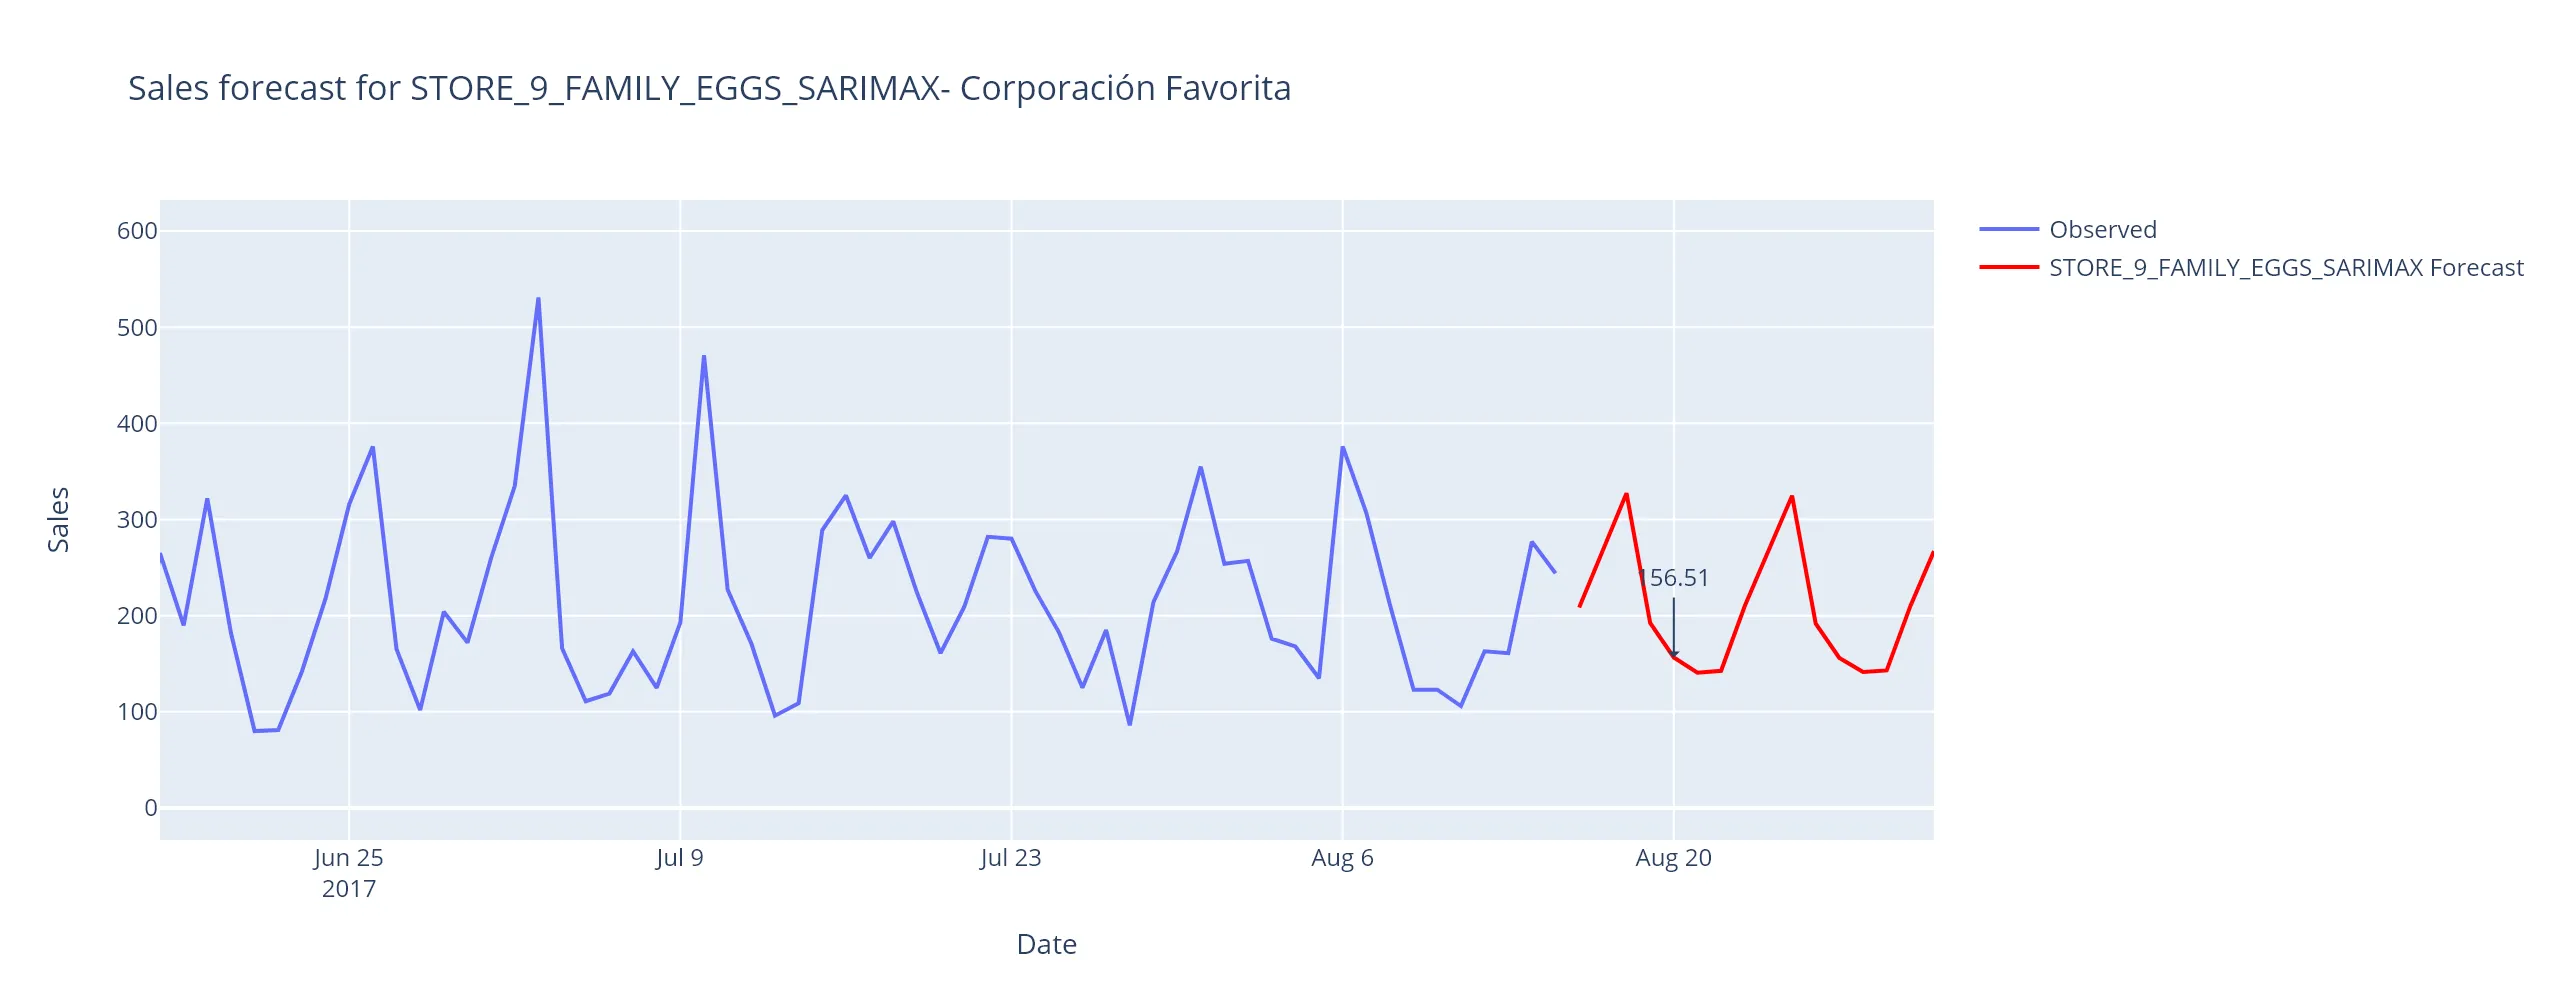 Sales forecast for STORE_9_FAMILY_EGGS_SARIMAX- Corporación Favorita
Observed
STORE_9_FAMILY_EGGS_SARIMAX Forecast
600
500
400
300
200
100
0
Sales
156.51
Jun 25
2017
Jul 9
Jul 23
Aug 6
Aug 20
Date